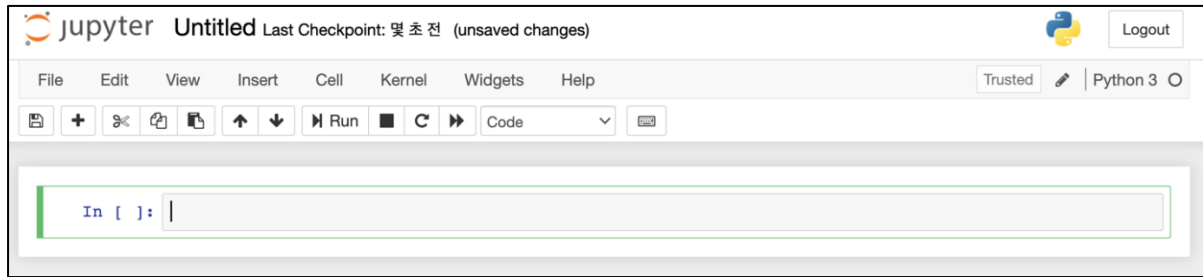 jupyter Untitled Last Checkpoint:몇 초 전 (unsaved changes) Logout
File Edit View Insert Cell Kernel Widgets Help Trusted Python 3
Run Code
In [ ]: